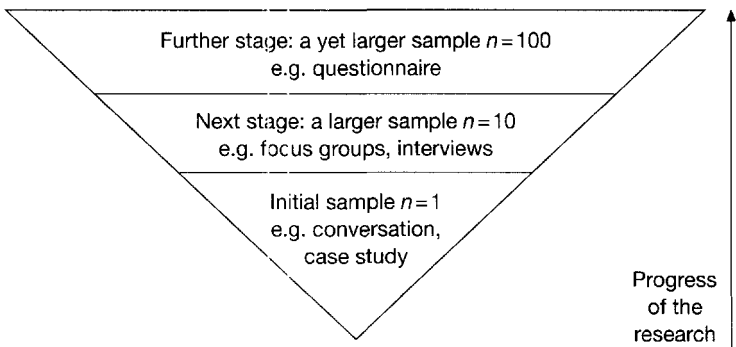 Further stage: a yet larger sample n=100
e.g. questionnaire
Next stage: a larger sample n=10
e.g. focus groups, interviews
Initial sample n=1
e.g. conversation,
case study
Progress
of the
research